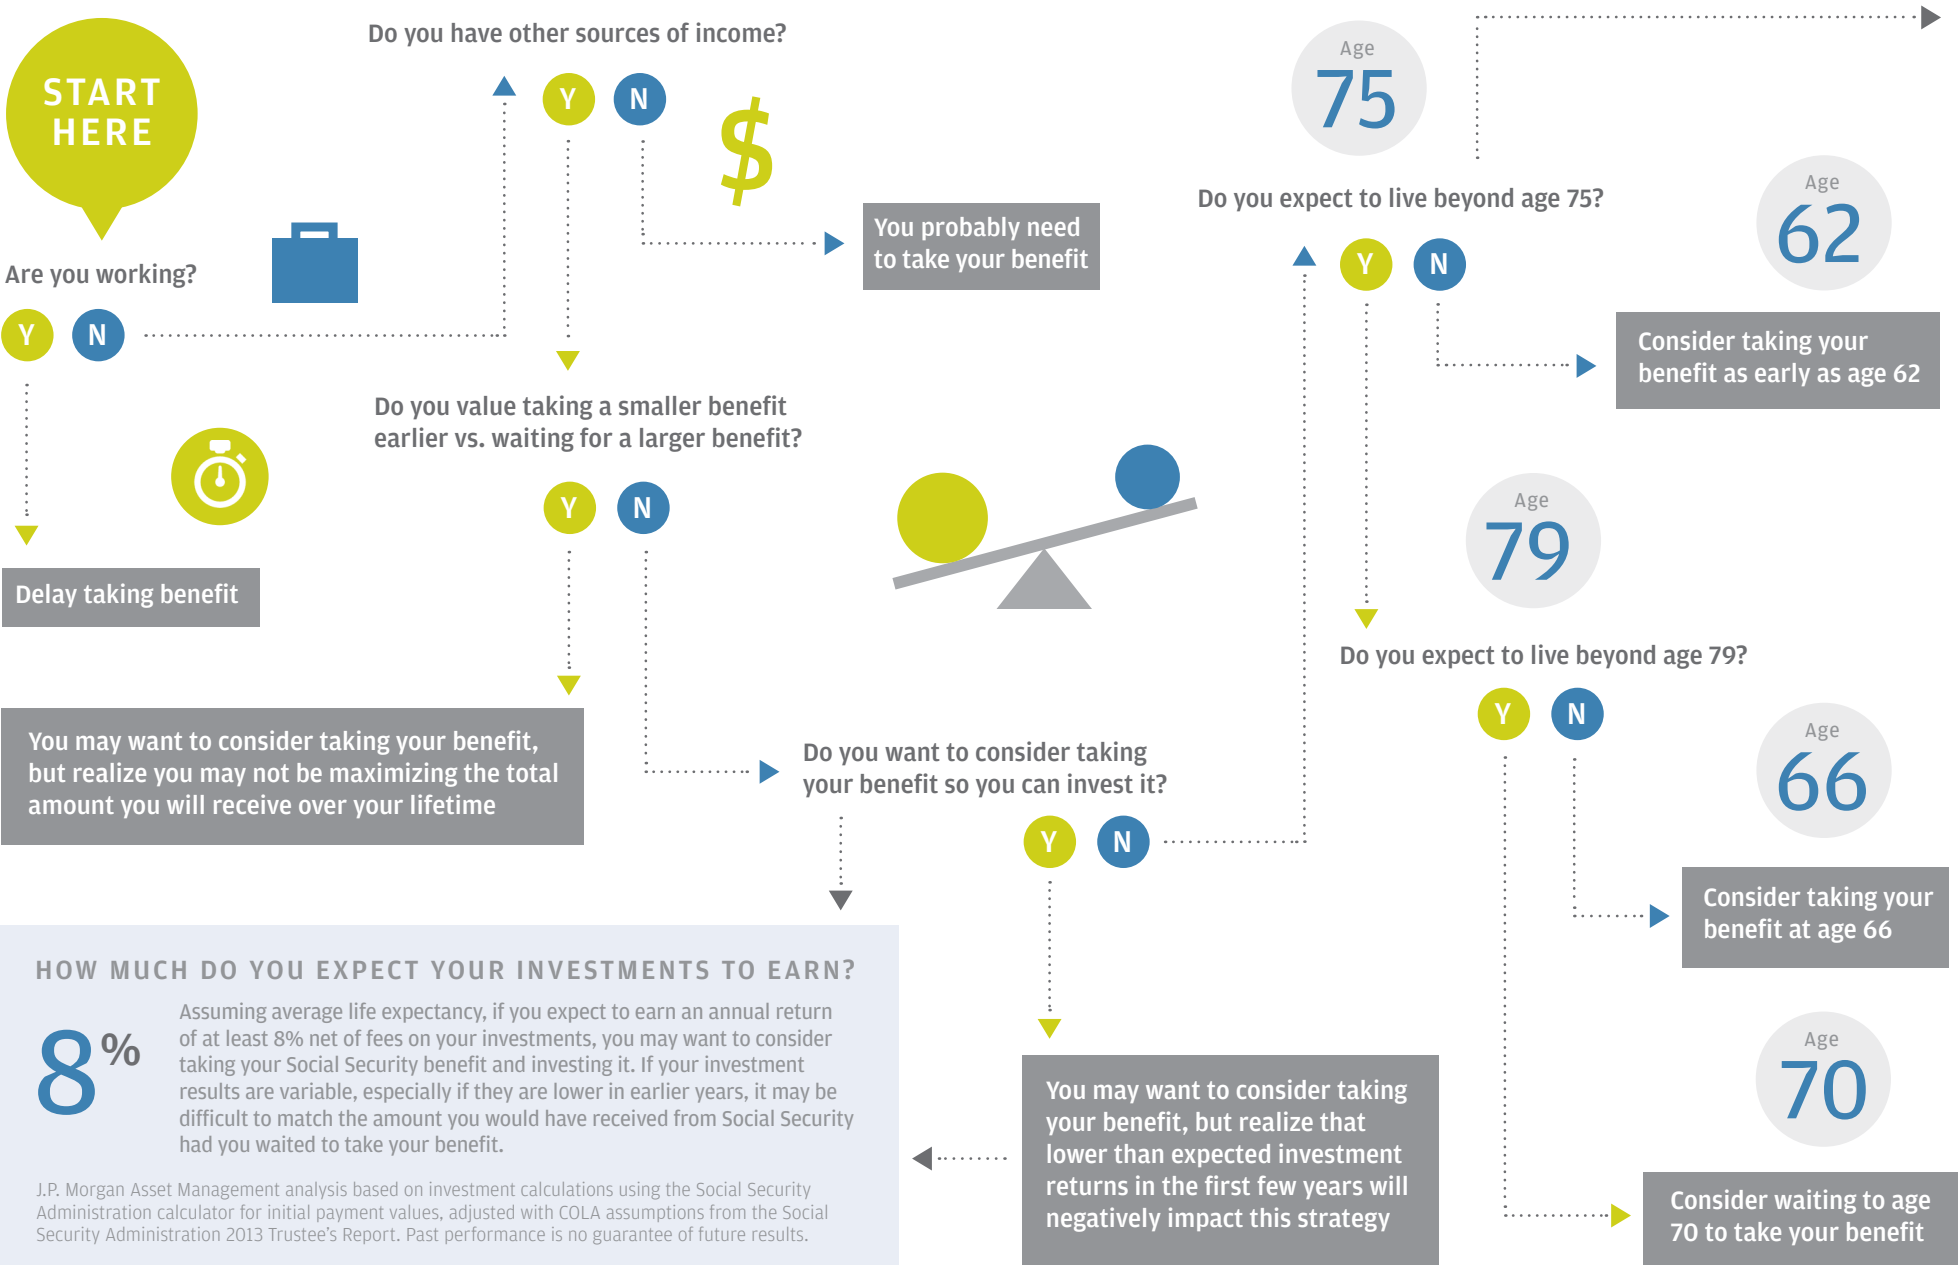 START
HERE
Are you working?
Y N
Delay taking benefit
Do you have other sources of income?
Y N
$
You probably need
to take your benefit
Do you value taking a smaller benefit
earlier vs. waiting for a larger benefit?
Y N
You may want to consider taking your benefit,
but realize you may not be maximizing the total
amount you will receive over your lifetime
Do you want to consider taking
your benefit so you can invest it?
Y N
HOW MUCH DO YOU EXPECT YOUR INVESTMENTS TO EARN?
8%
Assuming average life expectancy, if you expect to earn an annual return
of at least 8% net of fees on your investments, you may want to consider
taking your Social Security benefit and investing it. If your investment
results are variable, especially if they are lower in earlier years, it may be
difficult to match the amount you would have received from Social Security
had you waited to take your benefit.
J.P. Morgan Asset Management analysis based on investment calculations using the Social Security
Administration calculator for initial payment values, adjusted with COLA assumptions from the Social
Security Administration 2013 Trustee's Report. Past performance is no guarantee of future results.
You may want to consider taking
your benefit, but realize that
lower than expected investment
returns in the first few years will
negatively impact this strategy
Age
75
Do you expect to live beyond age 75?
Y N
Age
62
Consider taking your
benefit as early as age 62
Age
79
Do you expect to live beyond age 79?
Y N
Age
66
Consider taking your
benefit at age 66
Age
70
Consider waiting to age
70 to take your benefit